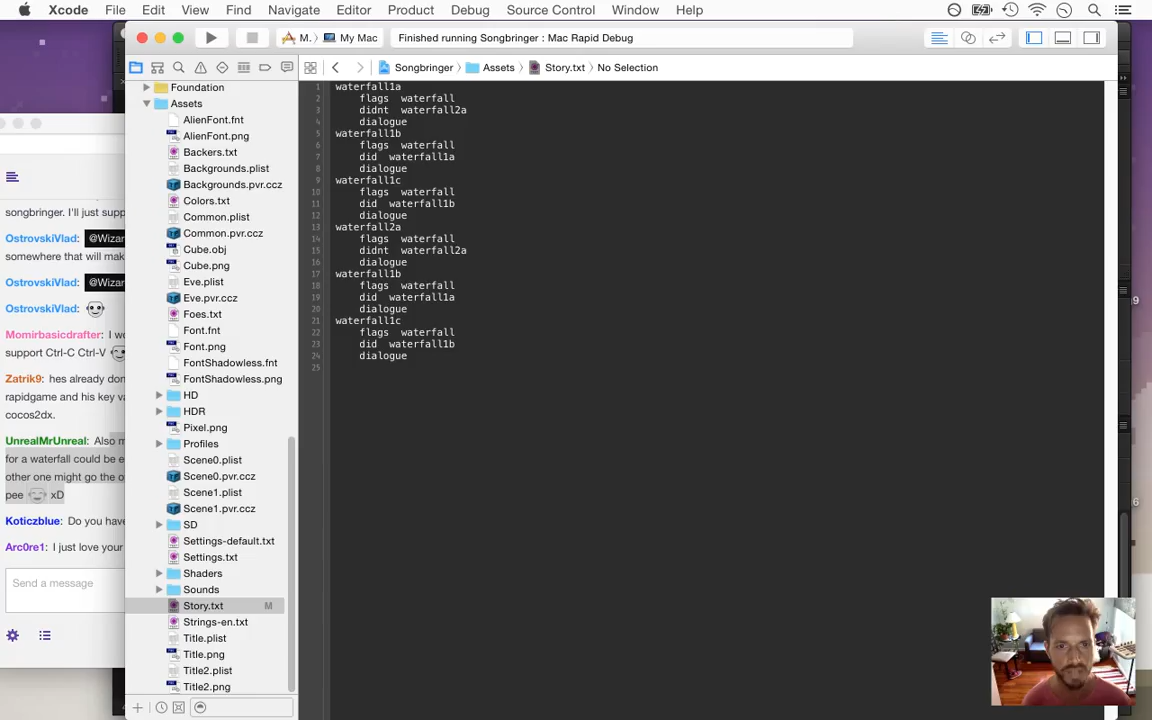 Xcode File Edit View Find Navigate Editor Product Debug Source Control Window Help
M. My Mac Finished running Songbringer : Mac Rapid Debug
Songbringer Assets Story.txt No Selection
Foundation
Assets
AlienFont.fnt
AlienFont.png
Backers.txt
Backgrounds.plist
Backgrounds.pvr.ccz
Colors.txt
Common.plist
Common.pvr.ccz
Cube.obj
Cube.png
Eve.plist
Eve.pvr.ccz
Foes.txt
Font.fnt
Font.png
FontShadowless.fnt
FontShadowless.png
HD
HDR
Pixel.png
Profiles
Scene0.plist
Scene0.pvr.ccz
Scene1.plist
Scene1.pvr.ccz
SD
Settings-default.txt
Settings.txt
Shaders
Sounds
Story.txt M
Strings-en.txt
Title.plist
Title.png
Title2.plist
Title2.png
1 waterfall1a
2 flags waterfall
3 didnt waterfall2a
4 dialogue
5 waterfall1b
6 flags waterfall
7 did waterfall1a
8 dialogue
9 waterfall1c
10 flags waterfall
11 did waterfall1b
12 dialogue
13 waterfall2a
14 flags waterfall
15 didnt waterfall2a
16 dialogue
17 waterfall1b
18 flags waterfall
19 did waterfall1a
20 dialogue
21 waterfall1c
22 flags waterfall
23 did waterfall1b
24 dialogue
25
songbringer. I'll just supp
OstrovskiVlad: @Wizar
somewhere that will mak
OstrovskiVlad: @Wizar
OstrovskiVlad:
Momirbasicdrafter: I wo
support Ctrl-C Ctrl-V
Zatrik9: hes already don
rapidgame and his key va
cocos2dx.
UnrealMrUnreal: Also m
for a waterfall could be e
other one might go the o
pee xD
Koticzblue: Do you have
Arc0re1: I just love your
Send a message
9
6